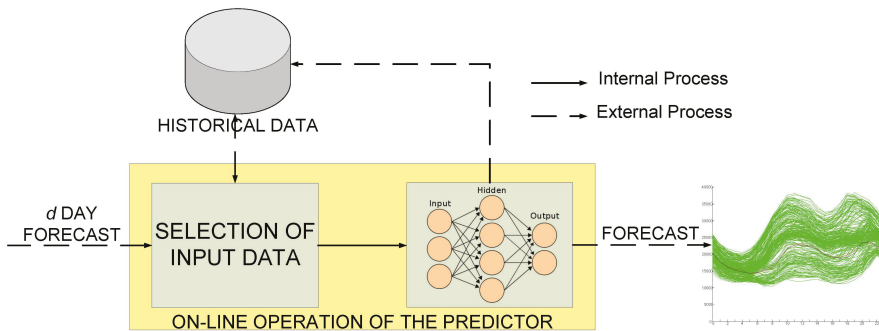 Internal Process
External Process
HISTORICAL DATA
d DAY
FORECAST
SELECTION OF
INPUT DATA
Input
Hidden
Output
FORECAST
ON-LINE OPERATION OF THE PREDICTOR